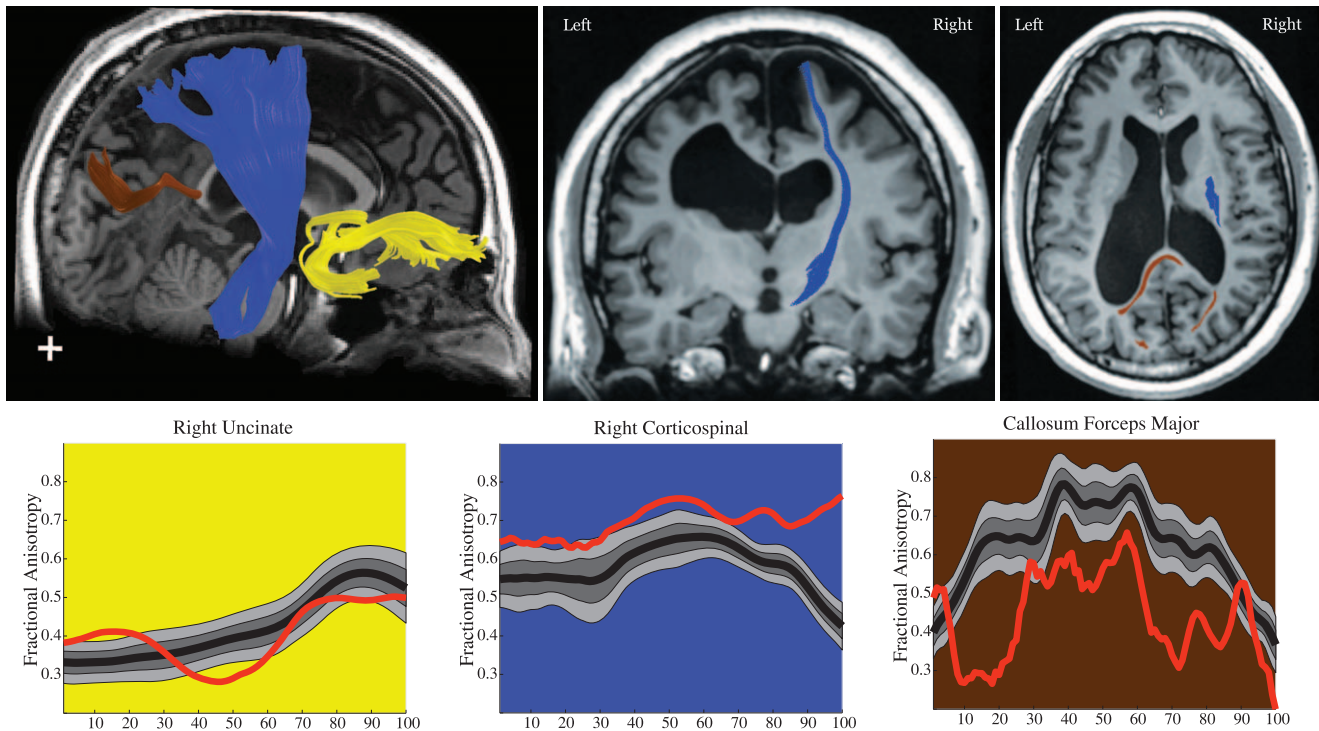 Left Right
Left Right
Right Uncinate
Fractional Anisotropy
0.8
0.7
0.6
0.5
0.4
0.3
10 20 30 40 50 60 70 80 90 100
Right Corticospinal
Fractional Anisotropy
0.8
0.7
0.6
0.5
0.4
0.3
10 20 30 40 50 60 70 80 90 100
Callosum Forceps Major
Fractional Anisotropy
0.8
0.7
0.6
0.5
0.4
0.3
10 20 30 40 50 60 70 80 90 100